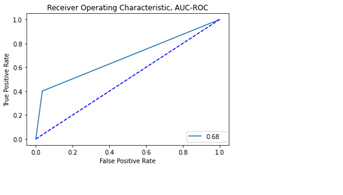 Receiver Operating Characteristic, AUC-ROC
1.0
0.8
0.6
0.4
0.2
0.0
True Positive Rate
0.0 0.2 0.4 0.6 0.8 1.0
False Positive Rate
0.68